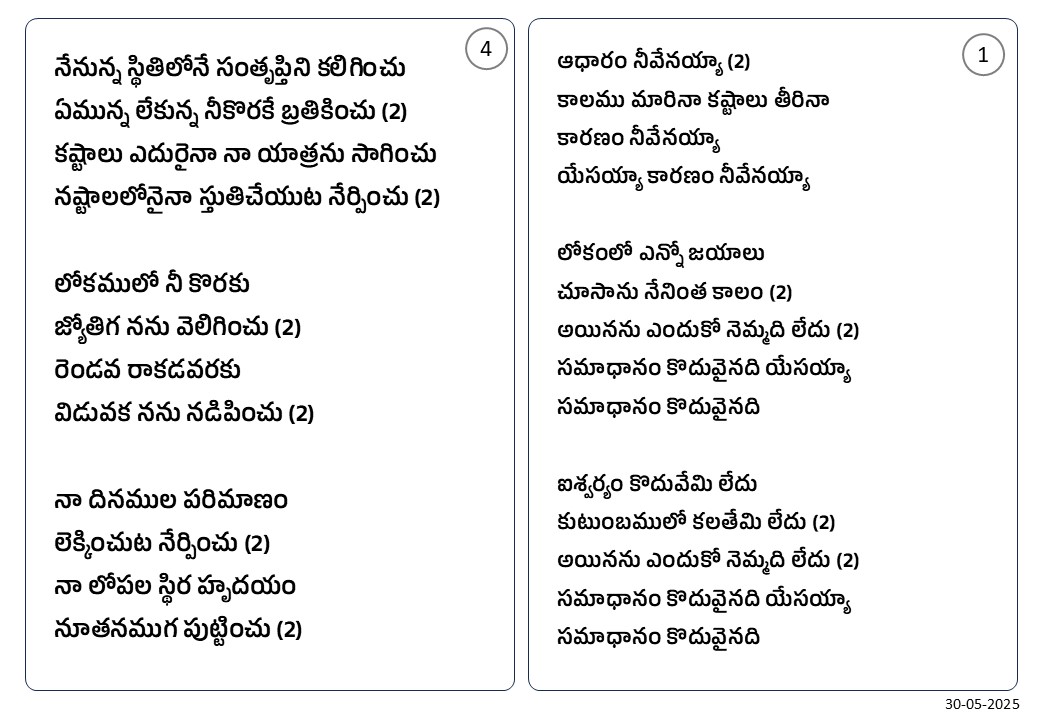 4
నేనున్న స్థితిలోనే సంతృప్తిని కలిగించు
ఏమున్న లేకున్న నీకొరకే బ్రతికించు (2)
కష్టాలు ఎదురైనా నా యాత్రను సాగించు
నష్టాలలోనైనా స్తుతిచేయుట నేర్పించు (2)
లోకములో నీ కొరకు
జ్యోతిగ నను వెలిగించు (2)
రెండవ రాకడవరకు
విడువక నను నడిపించు (2)
నా దినముల పరిమాణం
లెక్కించుట నేర్పించు (2)
నా లోపల స్థిర హృదయం
నూతనముగ పుట్టించు (2)
1
ఆధారం నీవేనయ్యా (2)
కాలము మారినా కష్టాలు తీరినా
కారణం నీవేనయ్యా
యేసయ్యా కారణం నీవేనయ్యా
లోకంలో ఎన్నో జయాలు
చూసాను నేనింత కాలం (2)
అయినను ఎందుకో నెమ్మది లేదు (2)
సమాధానం కొదువైనది యేసయ్యా
సమాధానం కొదువైనది
ఐశ్వర్యం కొదువేమి లేదు
కుటుంబములో కలతేమి లేదు (2)
అయినను ఎందుకో నెమ్మది లేదు (2)
సమాధానం కొదువైనది యేసయ్యా
సమాధానం కొదువైనది
30-05-2025